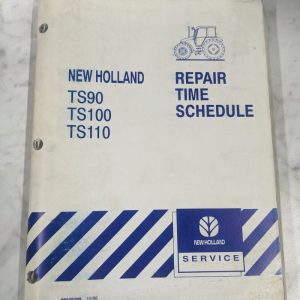 NEW HOLLAND
TS90
TS100
TS110
REPAIR
TIME
SCHEDULE
NEW HOLLAND
SERVICE